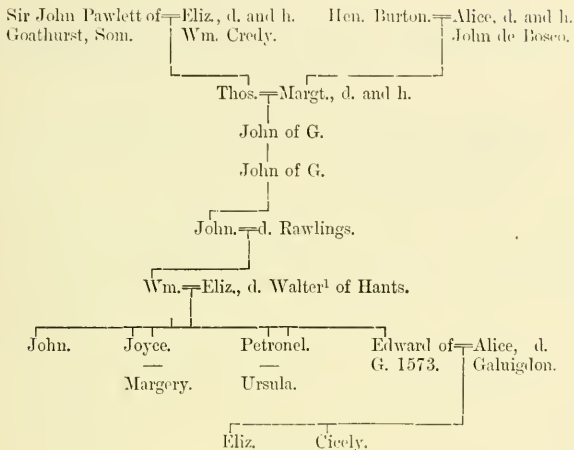 Sir John Pawlett of=Eliz., d. and h. Hen. Burton.=Alice, d. and h.
Goathurst, Som. Wm. Credy. John de Bosco.
Thos.=Margt., d. and h.
John of G.
John of G.
John.=d. Rawlings.
Wm.=Eliz., d. Walter¹ of Hants.
John. Joyce. Petronel. Edward of=Alice, d.
— — G. 1573. Galuigdon.
Margery. Ursula.
Eliz. Cicely.